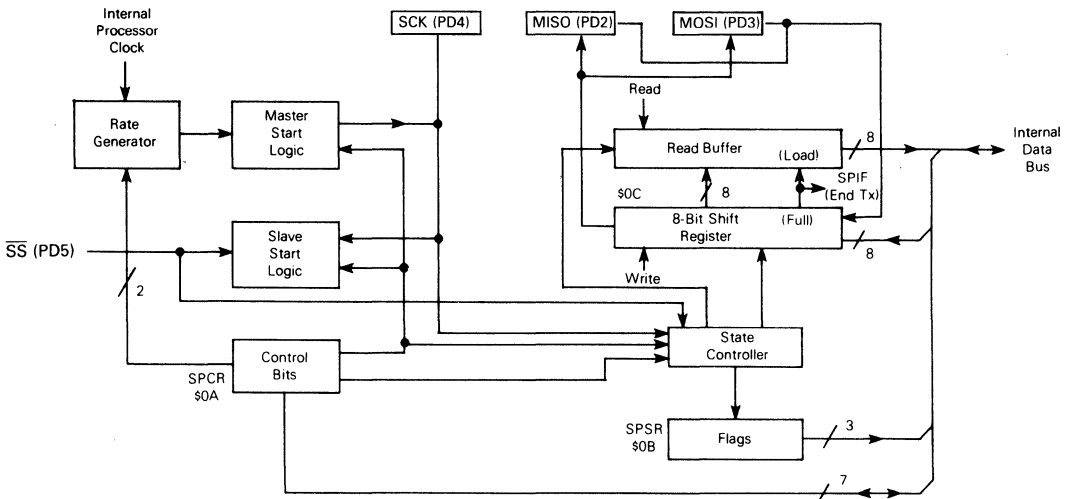 Internal
Processor
Clock
SCK (PD4)
MISO (PD2)
MOSI (PD3)
Read
Rate
Generator
Master
Start
Logic
Read Buffer
(Load)
8
Internal
Data
Bus
$0C
8
SPIF
(End Tx)
8-Bit Shift
Register
(Full)
8
SS (PD5)
Slave
Start
Logic
Write
2
State
Controller
SPCR
$0A
Control
Bits
SPSR
$0B
Flags
3
7